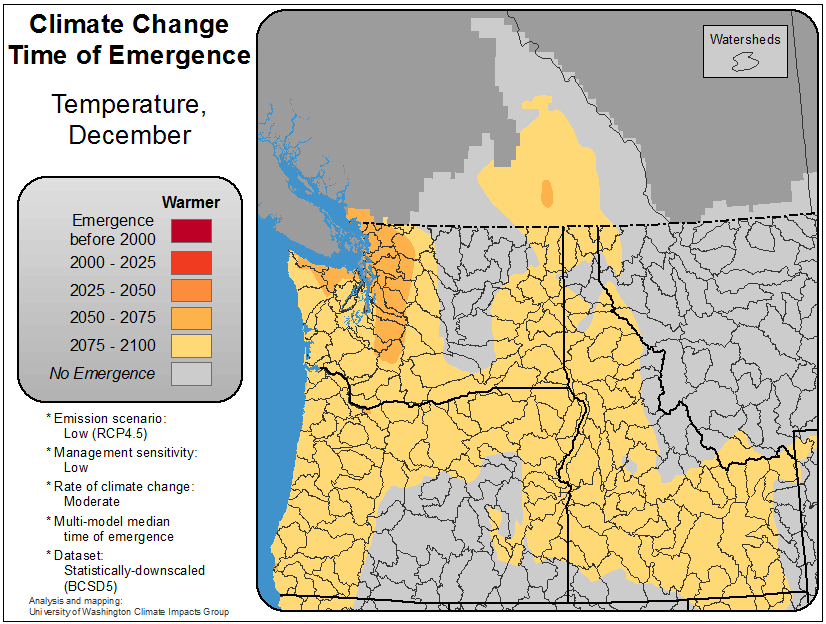 Climate Change
Time of Emergence
Temperature,
December
Warmer
Emergence
before 2000
2000 - 2025
2025 - 2050
2050 - 2075
2075 - 2100
No Emergence
* Emission scenario:
Low (RCP4.5)
* Management sensitivity:
Low
* Rate of climate change:
Moderate
* Multi-model median
time of emergence
* Dataset:
Statistically-downscaled
(BCSD5)
Analysis and mapping:
University of Washington Climate Impacts Group
Watersheds